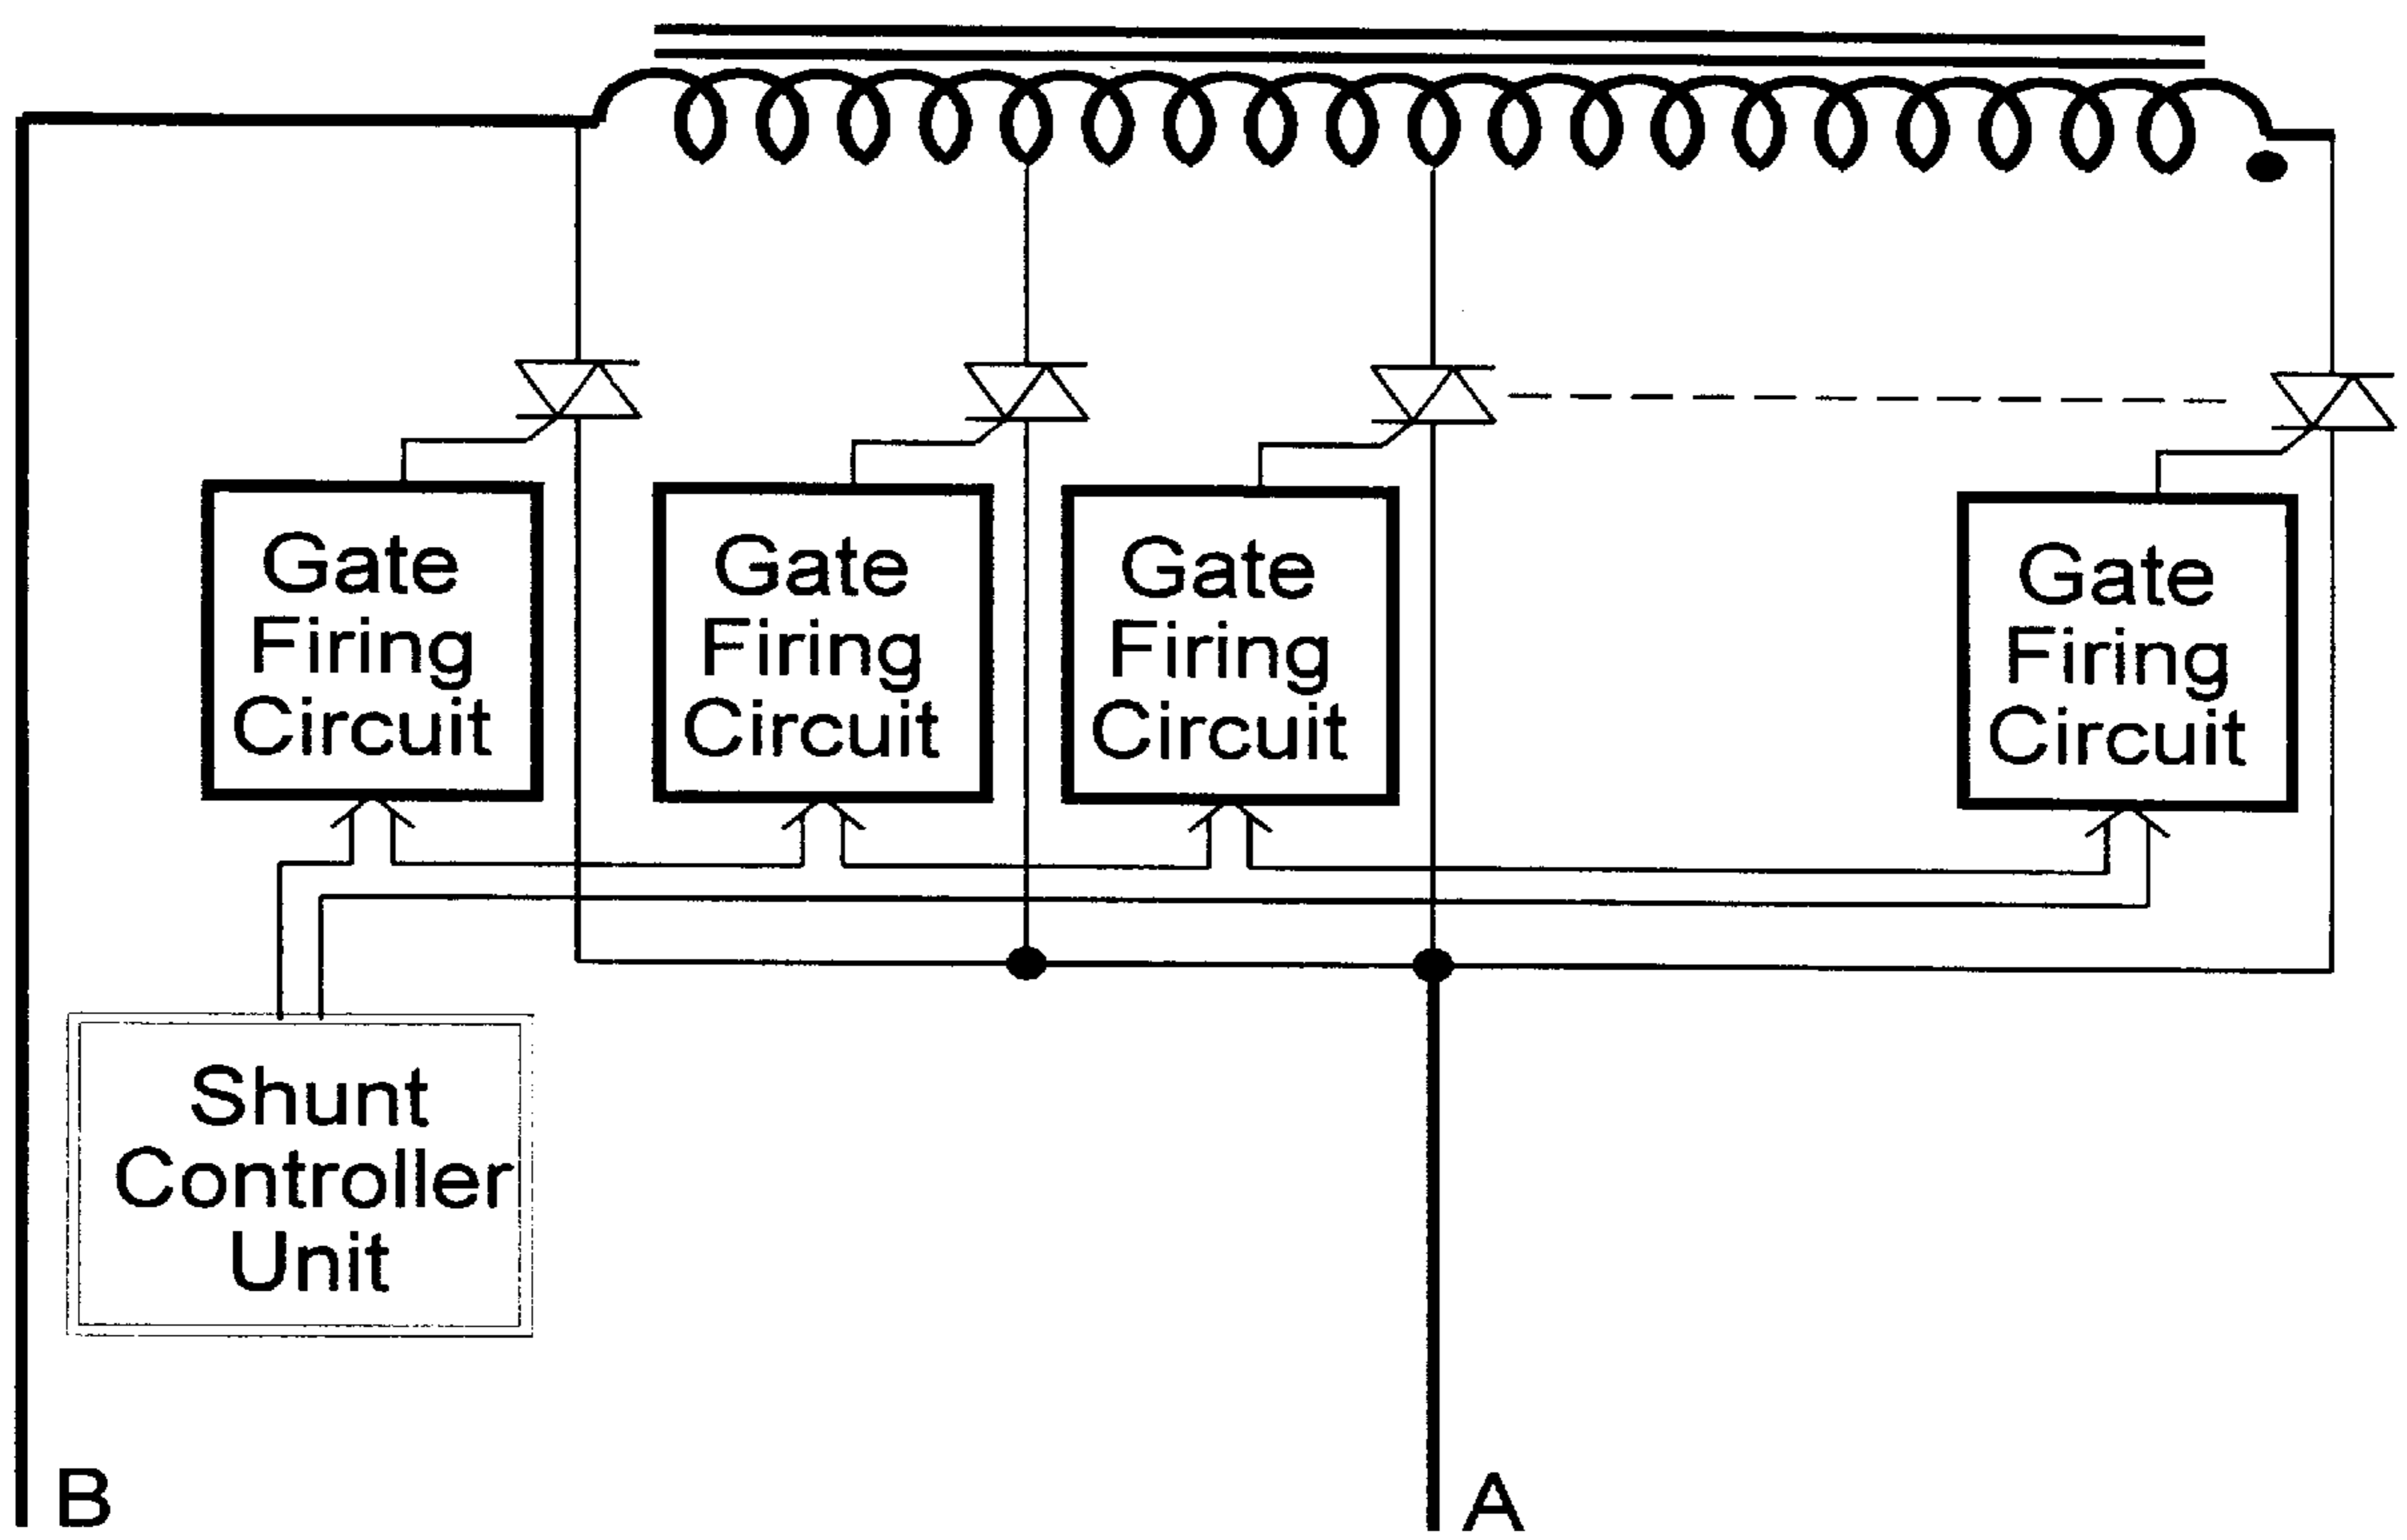 Gate
Firing
Circuit
Gate
Firing
Circuit
Gate
Firing
Circuit
Gate
Firing
Circuit
Shunt
Controller
Unit
B
A